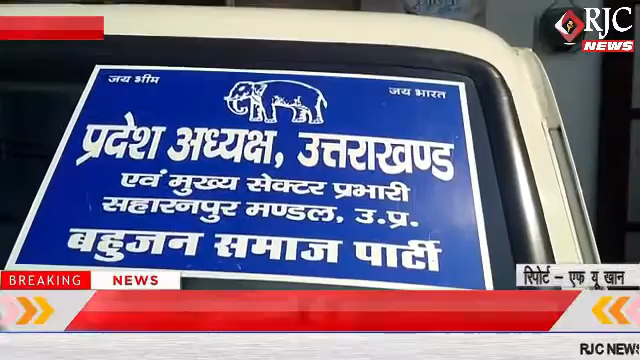 RJC
NEWS
जय भीम
जय भारत
प्रदेश अध्यक्ष, उत्तराखण्ड
एवं मुख्य सेक्टर प्रभारी
सहारनपुर मण्डल, उ.प्र.
बहुजन समाज पार्टी
रिपोर्ट - एफ यू खान
BREAKING NEWS
RJC NEWS